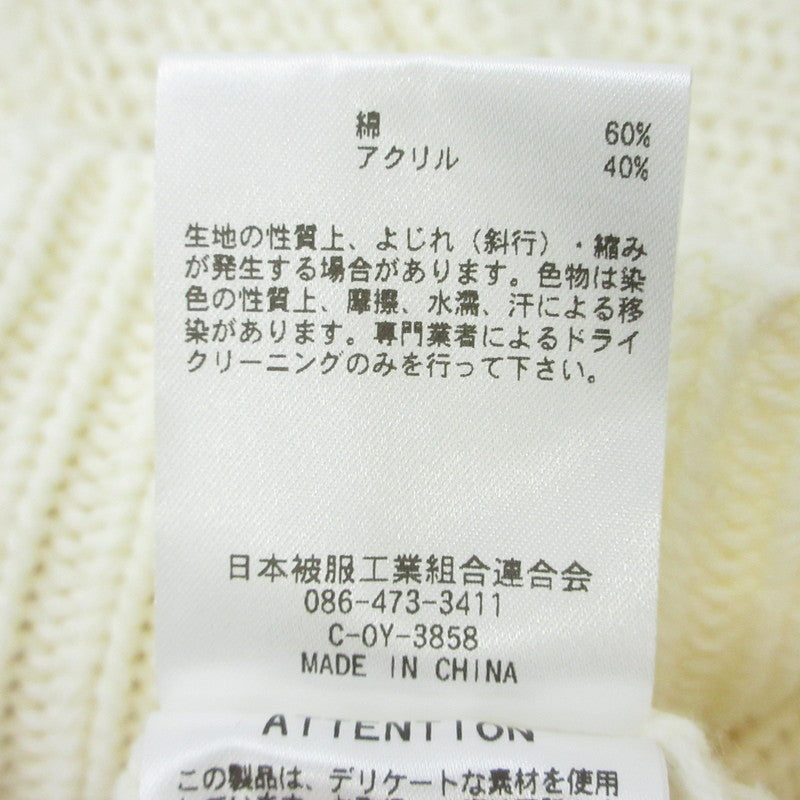 綿 60%
アクリル 40%
生地の性質上、よじれ（斜行）・縮み
が発生する場合があります。色物は染
色の性質上、摩擦、水濡、汗による移
染があります。専門業者によるドライ
クリーニングのみを行って下さい。
日本被服工業組合連合会
086-473-3411
C-OY-3858
MADE IN CHINA
ATTENTION
この製品は、デリケートな素材を使用